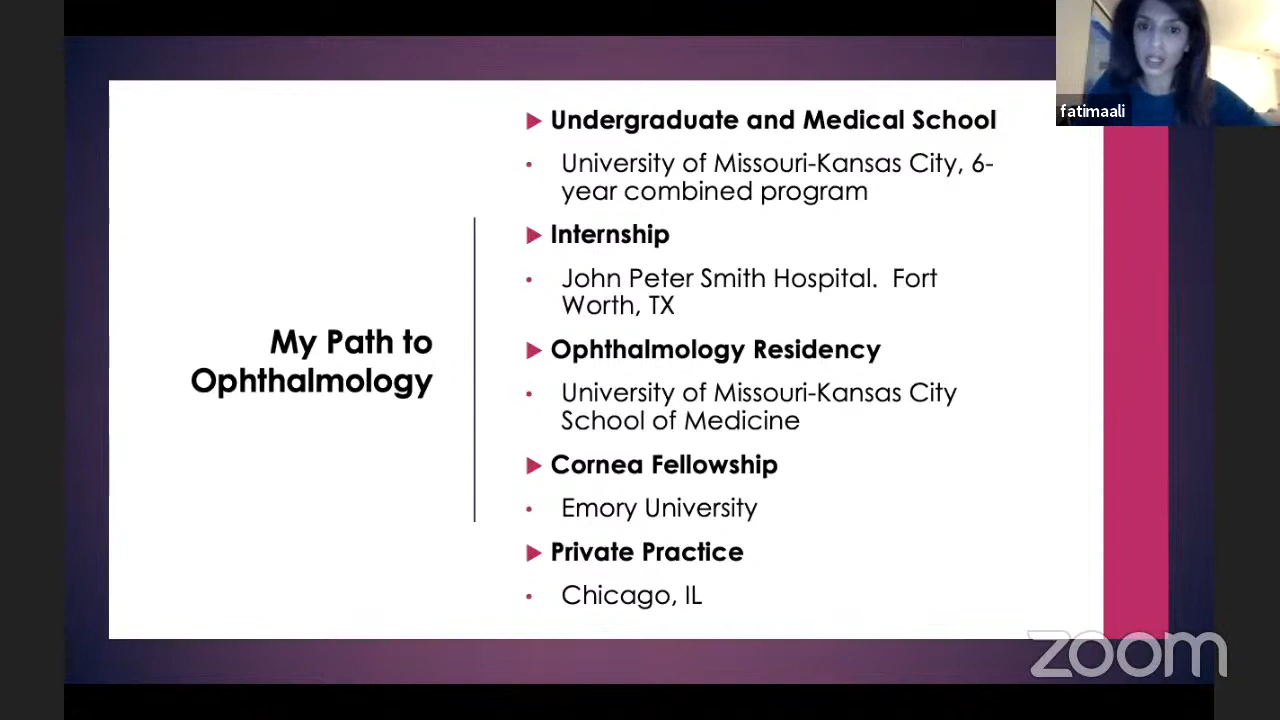 fatimaali
My Path to
Ophthalmology
Undergraduate and Medical School
University of Missouri-Kansas City, 6-
year combined program
Internship
John Peter Smith Hospital.  Fort
Worth, TX
Ophthalmology Residency
University of Missouri-Kansas City
School of Medicine
Cornea Fellowship
Emory University
Private Practice
Chicago, IL
zoom